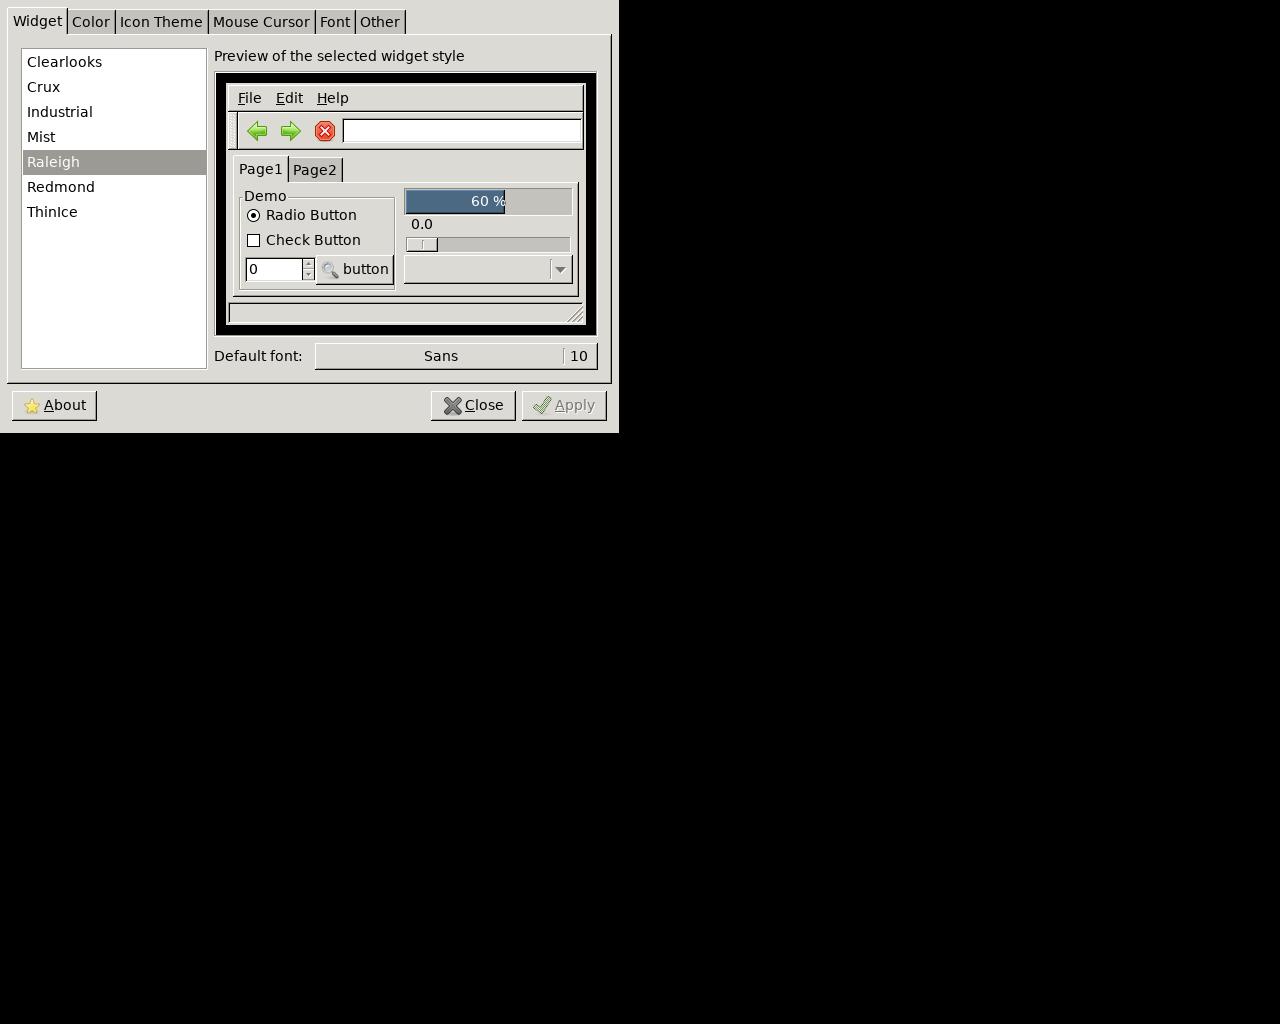 Widget Color Icon Theme Mouse Cursor Font Other
Clearlooks
Crux
Industrial
Mist
Raleigh
Redmond
ThinIce
Preview of the selected widget style
File Edit Help
Page1 Page2
Demo
Radio Button
Check Button
0 button
60 %
0.0
Default font: Sans 10
About Close Apply